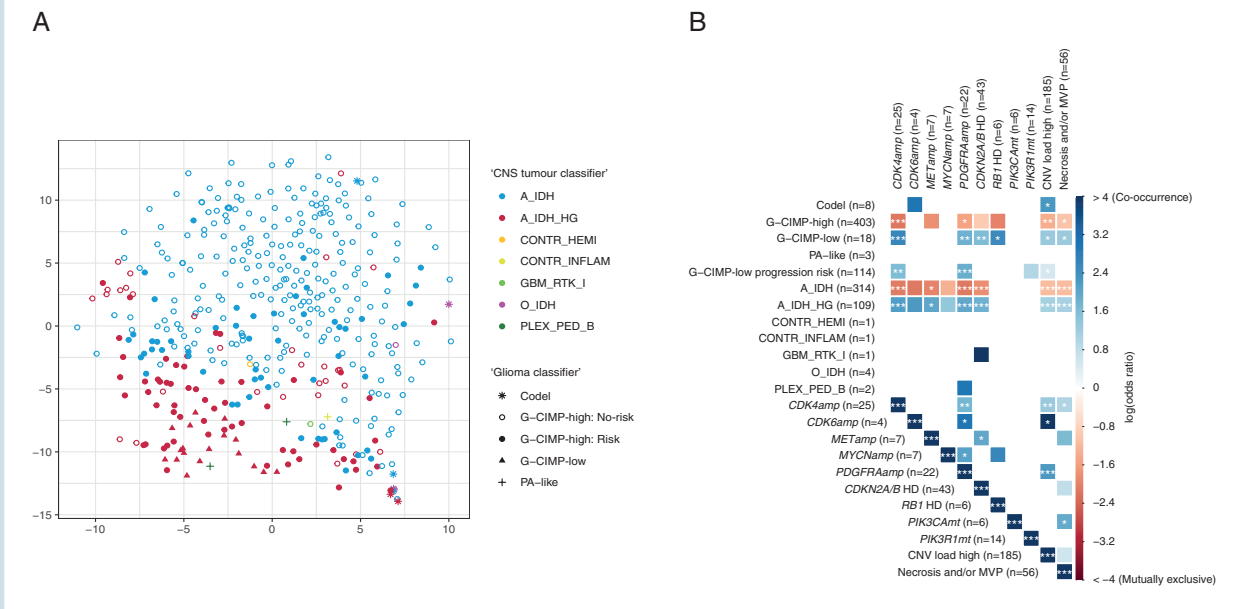 A
B
10
5
0
−5
−10
−15
−10
−5
0
5
10
‘CNS tumour classifier’
A_IDH
A_IDH_HG
CONTR_HEMI
CONTR_INFLAM
GBM_RTK_I
O_IDH
PLEX_PED_B
‘Glioma classifier’
Codel
G−CIMP−high: No−risk
G−CIMP−high: Risk
G−CIMP−low
PA−like
CDK4amp (n=25)
CDK6amp (n=4)
METamp (n=7)
MYCNamp (n=7)
PDGFRAamp (n=22)
CDKN2A/B HD (n=43)
RB1 HD (n=6)
PIK3CAmt (n=6)
PIK3R1mt (n=14)
CNV load high (n=185)
Necrosis and/or MVP (n=56)
Codel (n=8)
*
G−CIMP−high (n=403)
*** * ** *
G−CIMP−low (n=18)
*** ** ** * * *
PA−like (n=3)
G−CIMP−low progression risk (n=114)
** *** *
A_IDH (n=314)
*** * *** *** *** ***
A_IDH_HG (n=109)
*** * *** *** *** ***
CONTR_HEMI (n=1)
CONTR_INFLAM (n=1)
GBM_RTK_I (n=1)
O_IDH (n=4)
PLEX_PED_B (n=2)
CDK4amp (n=25)
*** ** ** *
CDK6amp (n=4)
*** * *
METamp (n=7)
*** *
MYCNamp (n=7)
*** *
PDGFRAamp (n=22)
*** ***
CDKN2A/B HD (n=43)
***
RB1 HD (n=6)
***
PIK3CAmt (n=6)
*** *
PIK3R1mt (n=14)
***
CNV load high (n=185)
***
Necrosis and/or MVP (n=56)
***
> 4 (Co−occurrence)
3.2
2.4
1.6
0.8
0
−0.8
−1.6
−2.4
−3.2
< −4 (Mutually exclusive)
log(odds ratio)